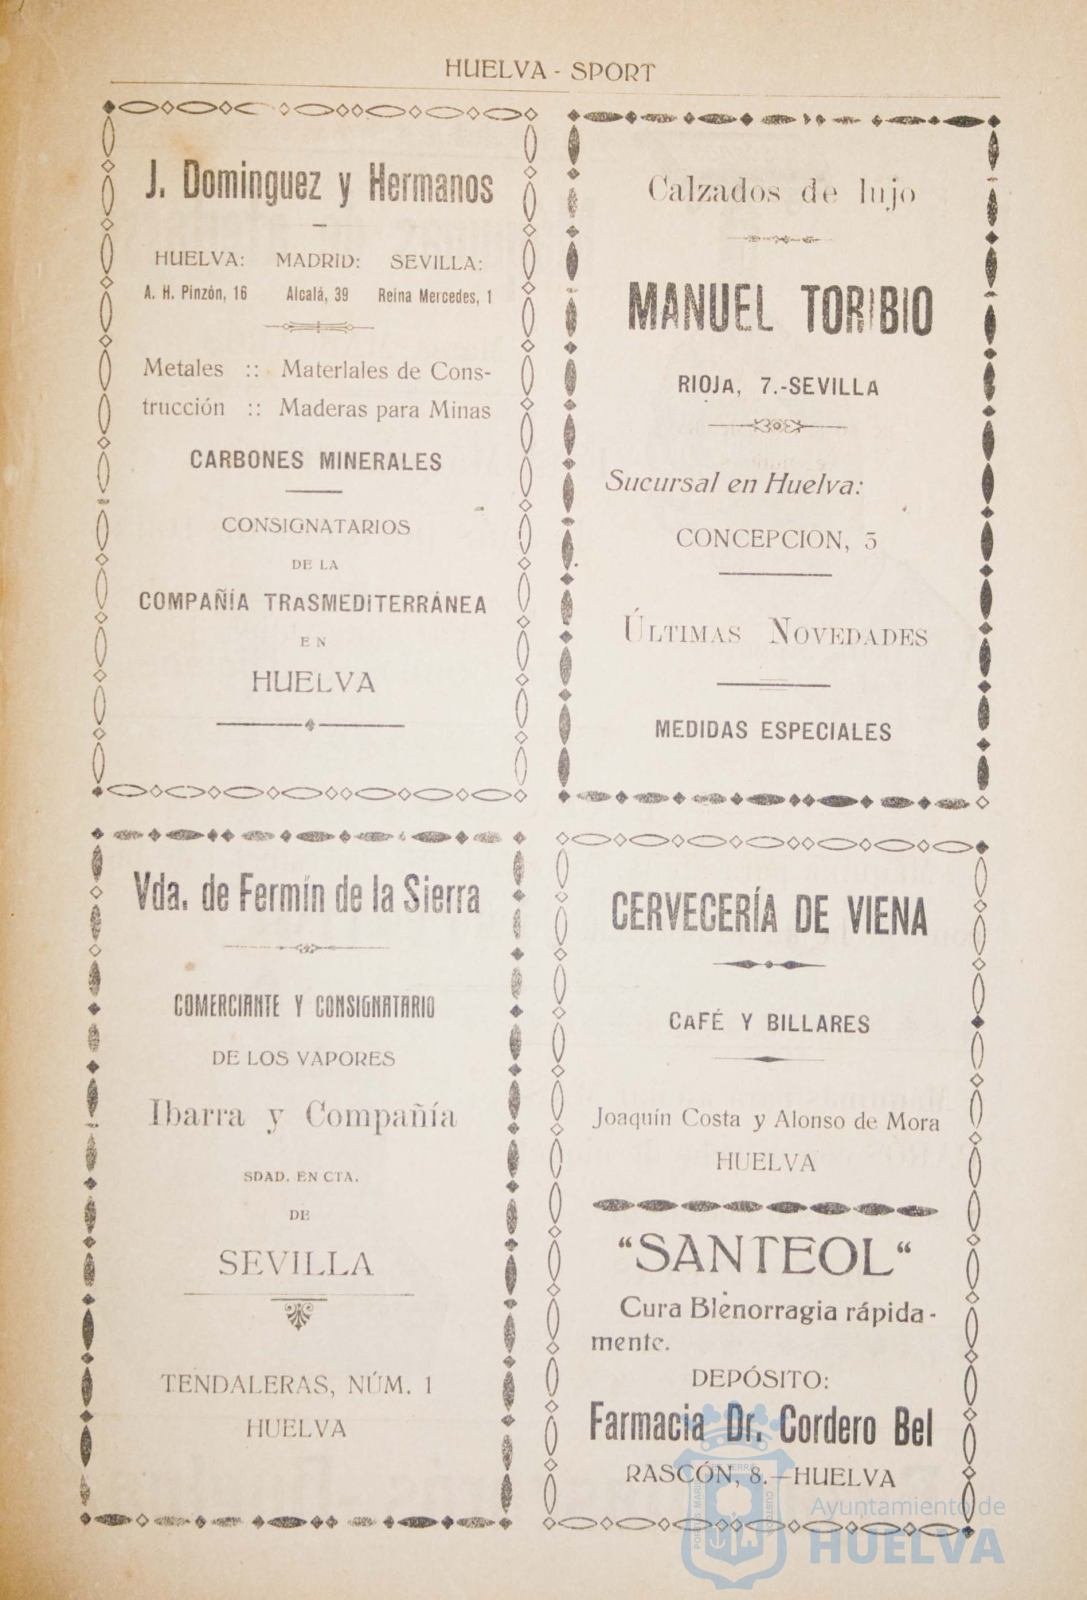 HUELVA - SPORT
J. Dominguez y Hermanos
HUELVA: MADRID: SEVILLA:
A. H. Pinzón, 16 Alcalá, 39 Reina Mercedes, 1
Metales :: Materiales de Cons-
trucción :: Maderas para Minas
CARBONES MINERALES
CONSIGNATARIOS
DE LA
COMPAÑÍA TRASMEDITERRÁNEA
EN
HUELVA
Calzados de lujo
MANUEL TORIBIO
RIOJA, 7.-SEVILLA
Sucursal en Huelva:
CONCEPCION, 3
ÚLTIMAS NOVEDADES
MEDIDAS ESPECIALES
Vda. de Fermín de la Sierra
COMERCIANTE Y CONSIGNATARIO
DE LOS VAPORES
Ibarra y Compañía
SDAD. EN CTA.
DE
SEVILLA
TENDALERAS, NÚM. 1
HUELVA
CERVECERÍA DE VIENA
CAFÉ Y BILLARES
Joaquín Costa y Alonso de Mora
HUELVA
"SANTEOL"
Cura Blenorragia rápida-
mente.
DEPÓSITO:
Farmacia Dr. Cordero Bel
RASCÓN, 8.—HUELVA
Ayuntamiento de
HUELVA